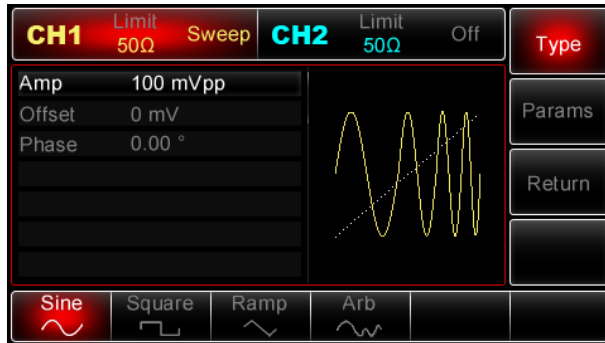 CH1 Limit 50Ω Sweep CH2 Limit 50Ω Off Type
Amp 100 mVpp
Offset 0 mV
Phase 0.00 °
Params
Return
Sine Square Ramp Arb